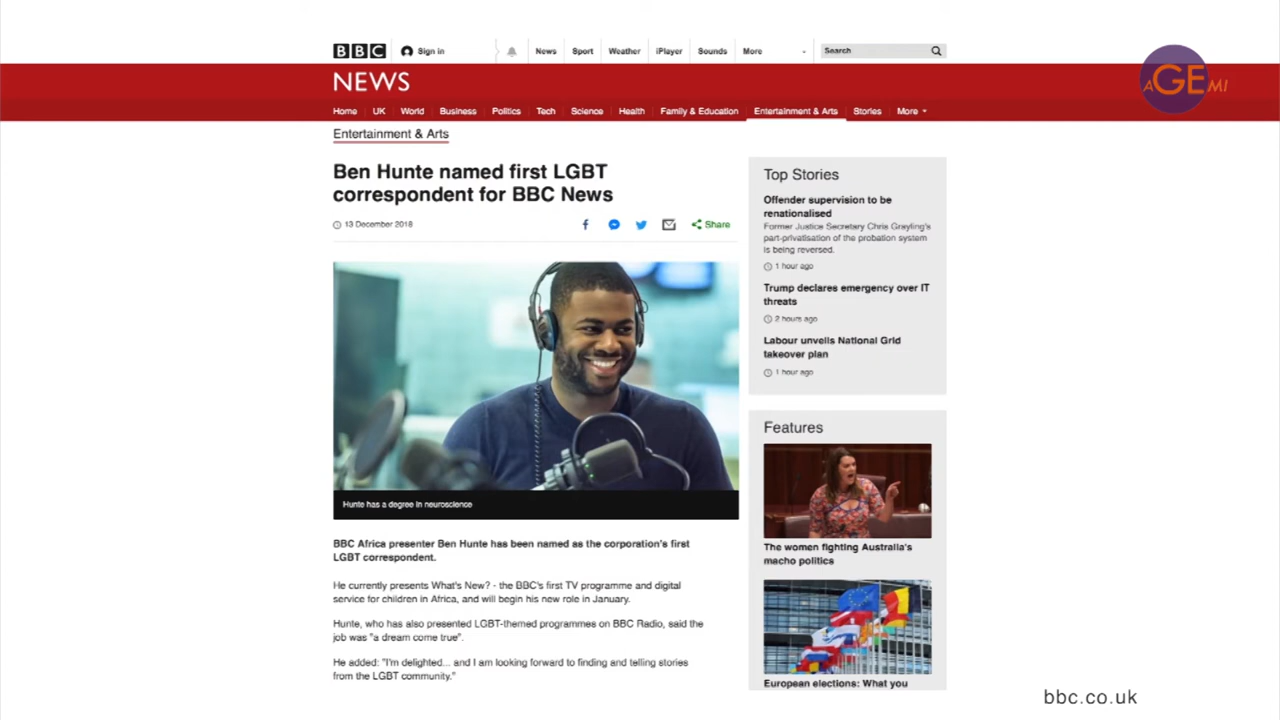 BBC Sign in News Sport Weather iPlayer Sounds More Search
NEWS
Home UK World Business Politics Tech Science Health Family & Education Entertainment & Arts Stories More
AGEMI
Entertainment & Arts
Ben Hunte named first LGBT
correspondent for BBC News
13 December 2018
Share
Hunte has a degree in neuroscience
BBC Africa presenter Ben Hunte has been named as the corporation's first
LGBT correspondent.
He currently presents What's New? - the BBC's first TV programme and digital
service for children in Africa, and will begin his new role in January.
Hunte, who has also presented LGBT-themed programmes on BBC Radio, said the
job was "a dream come true".
He added: "I'm delighted... and I am looking forward to finding and telling stories
from the LGBT community."
Top Stories
Offender supervision to be
renationalised
Former Justice Secretary Chris Grayling's
part-privatisation of the probation system
is being reversed.
1 hour ago
Trump declares emergency over IT
threats
2 hours ago
Labour unveils National Grid
takeover plan
1 hour ago
Features
The women fighting Australia's
macho politics
European elections: What you
bbc.co.uk